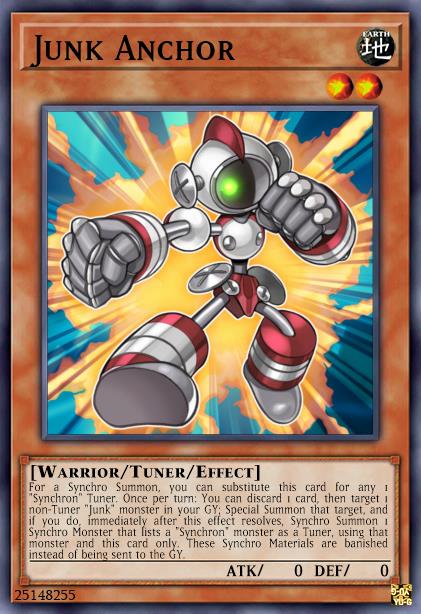 JUNK ANCHOR
EARTH
地
[WARRIOR/TUNER/EFFECT]
For a Synchro Summon, you can substitute this card for any 1
"Synchron" Tuner. Once per turn: You can discard 1 card, then target 1
non-Tuner "Junk" monster in your GY; Special Summon that target, and
if you do, immediately after this effect resolves, Synchro Summon 1
Synchro Monster that lists a "Synchron" monster as a Tuner, using that
monster and this card only. These Synchro Materials are banished
instead of being sent to the GY.
ATK/ 0 DEF/ 0
25148255